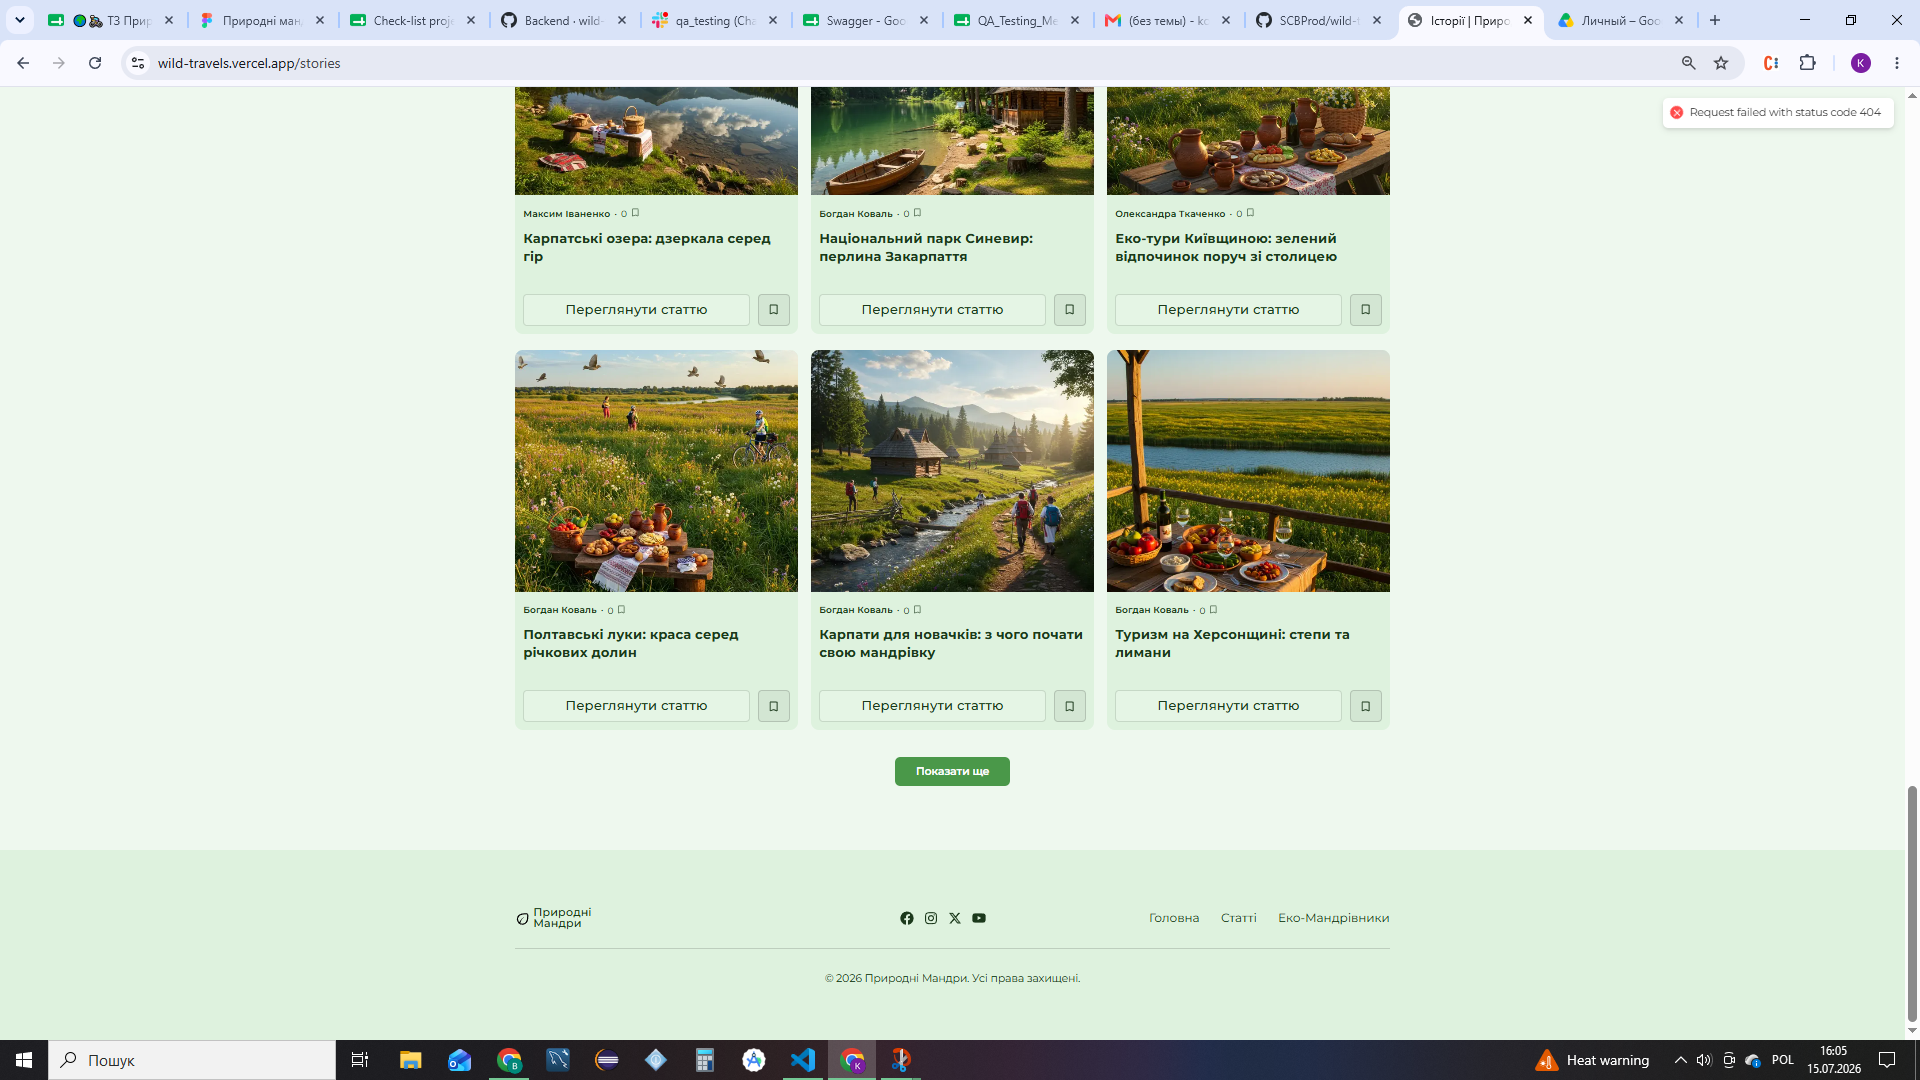 ТЗ Прир
Природні ман
Check-list proje
Backend · wild-
qa_testing (Cha
Swagger - Goo
QA_Testing_Me
(без темы) - ko
SCBProd/wild-t
Історії | Приро
Личный – Goo
wild-travels.vercel.app/stories
K
Request failed with status code 404
Максим Іваненко · 0
Карпатські озера: дзеркала серед
гір
Переглянути статтю
Богдан Коваль · 0
Національний парк Синевир:
перлина Закарпаття
Переглянути статтю
Олександра Ткаченко · 0
Еко-тури Київщиною: зелений
відпочинок поруч зі столицею
Переглянути статтю
Богдан Коваль · 0
Полтавські луки: краса серед
річкових долин
Переглянути статтю
Богдан Коваль · 0
Карпати для новачків: з чого почати
свою мандрівку
Переглянути статтю
Богдан Коваль · 0
Туризм на Херсонщині: степи та
лимани
Переглянути статтю
Показати ще
Природні
Мандри
Головна
Статті
Еко-Мандрівники
© 2026 Природні Мандри. Усі права захищені.
Пошук
Heat warning
POL
16:05
15.07.2026